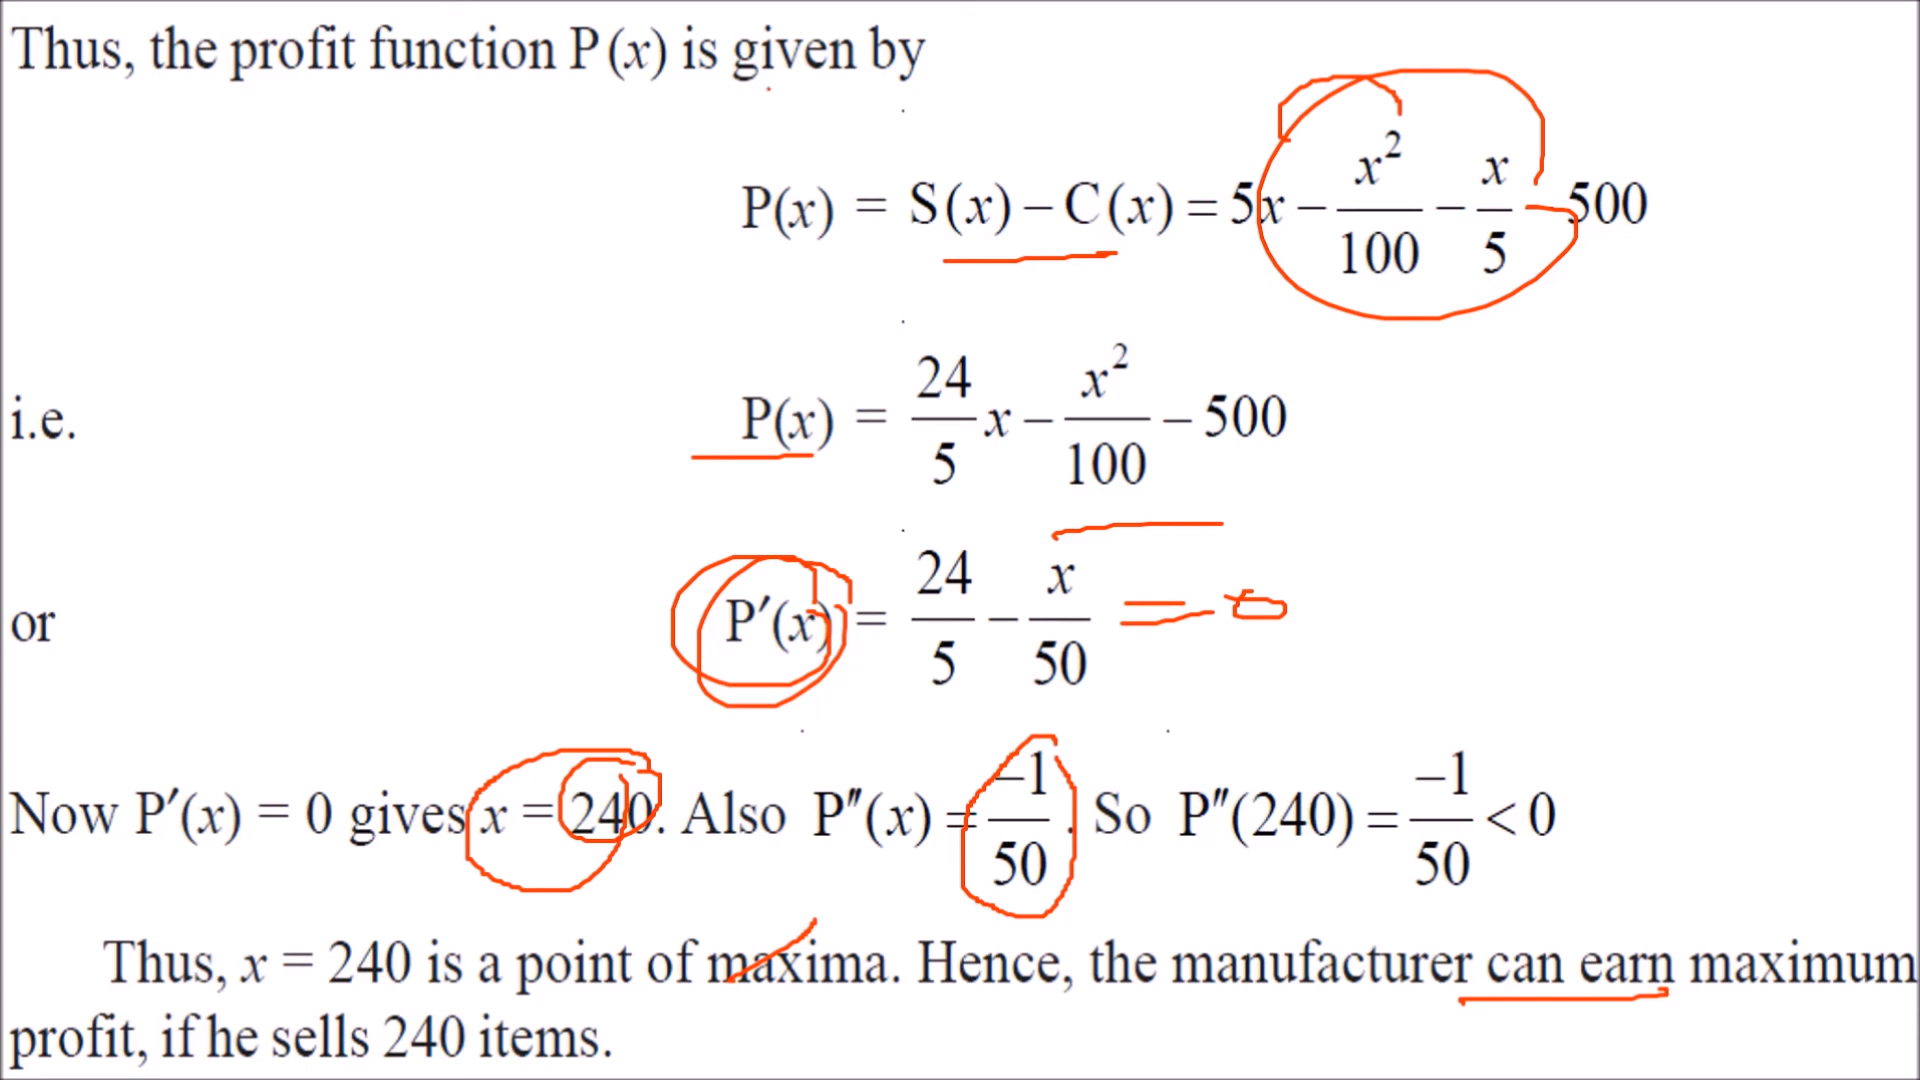 Thus, the profit function P(x) is given by
P(x) = S(x) – C(x) = 5x – x²/100 – x/5 – 500
i.e. P(x) = 24/5 x – x²/100 – 500
or P′(x) = 24/5 – x/50 = 0
Now P′(x) = 0 gives x = 240. Also P″(x) = –1/50. So P″(240) = –1/50 < 0
Thus, x = 240 is a point of maxima. Hence, the manufacturer can earn maximum
profit, if he sells 240 items.